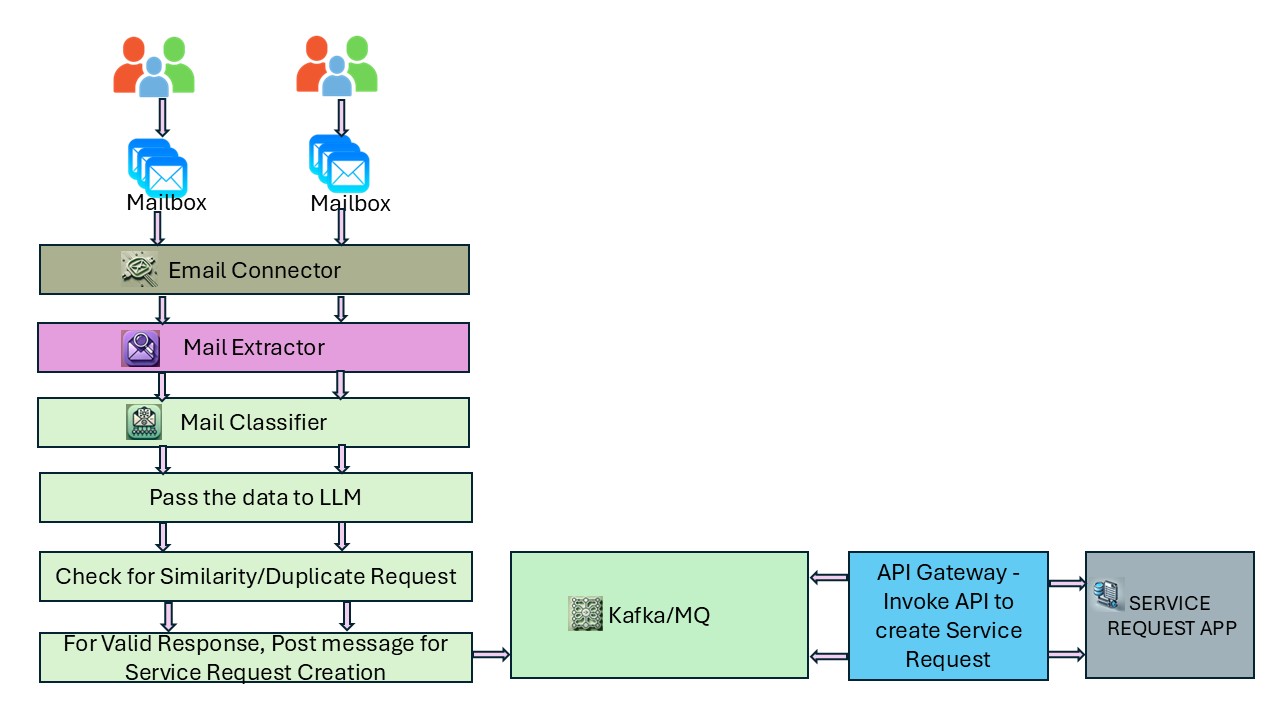 Mailbox
Mailbox
Email Connector
Mail Extractor
Mail Classifier
Pass the data to LLM
Check for Similarity/Duplicate Request
For Valid Response, Post message for
Service Request Creation
Kafka/MQ
API Gateway -
Invoke API to
create Service
Request
SERVICE
REQUEST APP